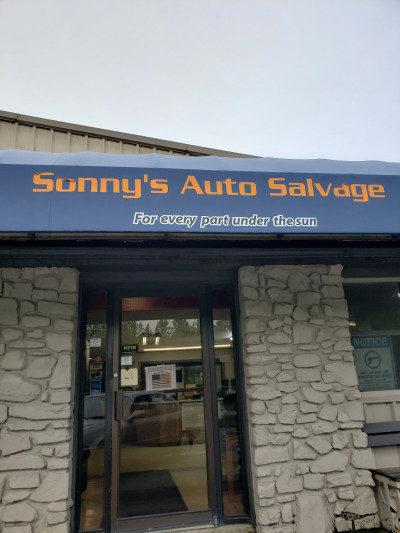 Sonny's Auto Salvage
For every part under the sun
NOTICE